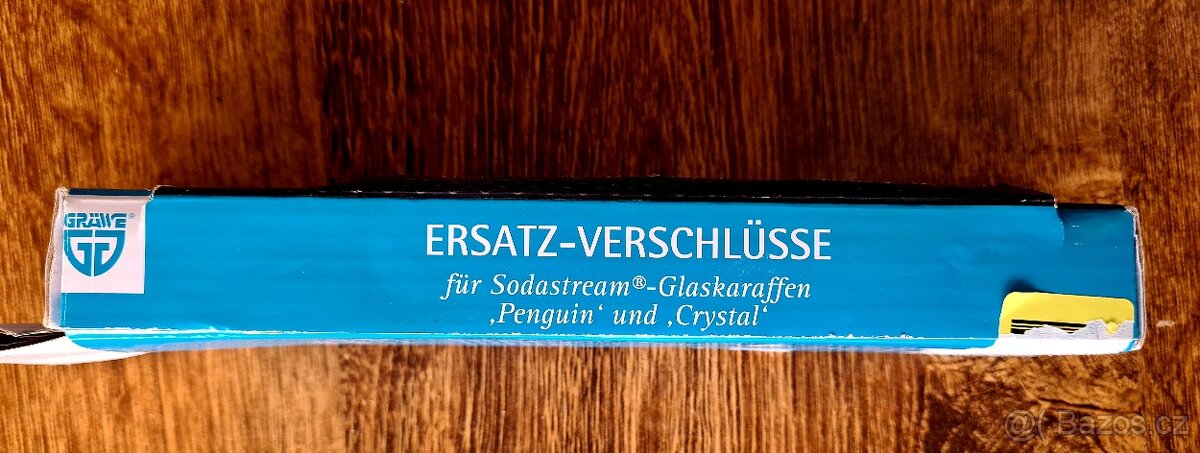 GRÄWE®
ERSATZ-VERSCHLÜSSE
für Sodastream®-Glaskaraffen
‚Penguin‘ und ‚Crystal‘
@( Bazos.cz